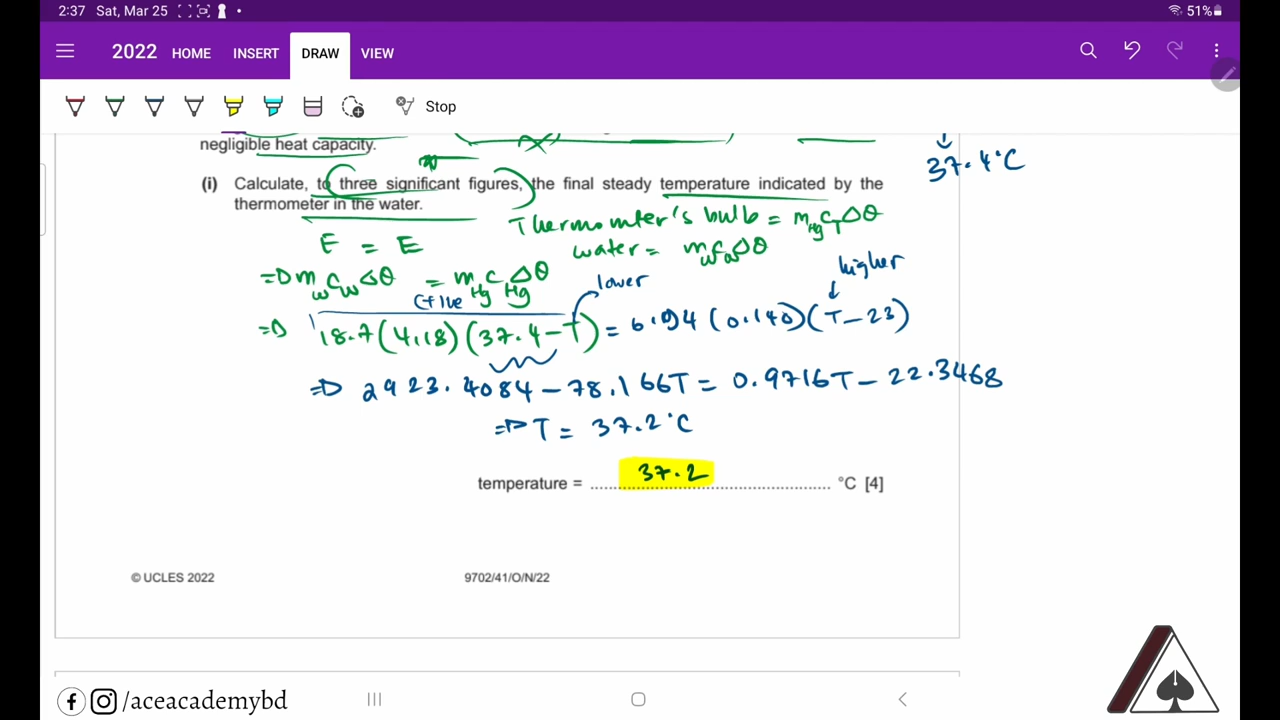 2:37 Sat, Mar 25 51%
2022 HOME INSERT DRAW VIEW
Stop
negligible heat capacity.
37.4°C
(i) Calculate, to three significant figures, the final steady temperature indicated by the
thermometer in the water.
Thermomter's bulb = mHg cT Δθ
E = E
water = mw cw Δθ
⇒ mw cw Δθ = mHg cHg Δθ
higher
lower
(+)ve
⇒ 18.7(4.18)(37.4-T) = 6.94(0.140)(T-23)
⇒ 2923.4084-78.166T = 0.9716T-22.3468
⇒ T = 37.2°C
temperature = 37.2 °C [4]
© UCLES 2022 9702/41/O/N/22
/aceacademybd